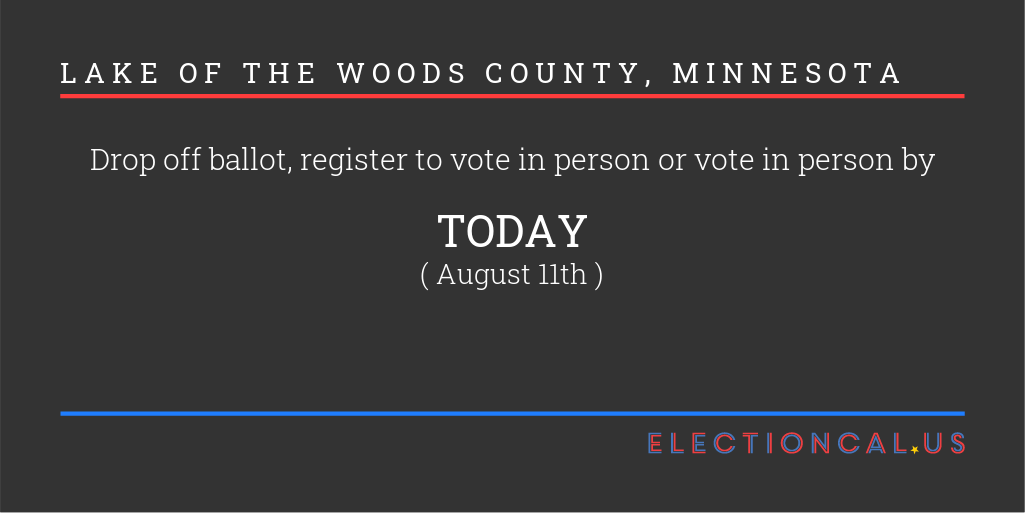 LAKE OF THE WOODS COUNTY, MINNESOTA
Drop off ballot, register to vote in person or vote in person by
TODAY
( August 11th )
ELECTIONCAL.US